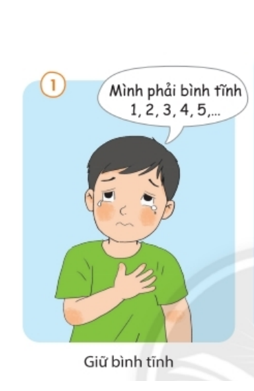 1
Mình phải bình tĩnh
1, 2, 3, 4, 5,...
Giữ bình tĩnh